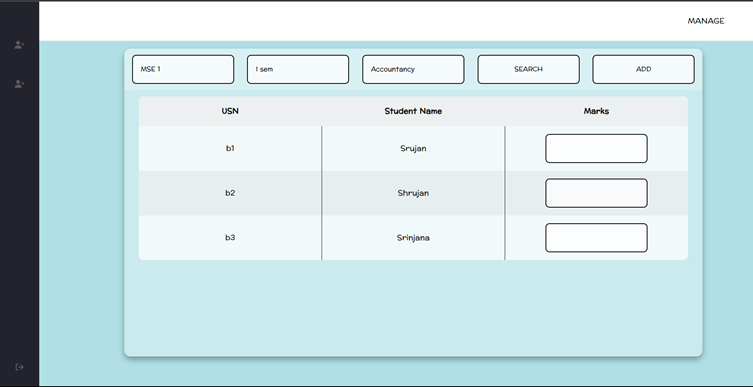 MANAGE
MSE 1 I sem Accountancy SEARCH ADD
USN Student Name Marks
b1 Srujan
b2 Shrujan
b3 Srinjana